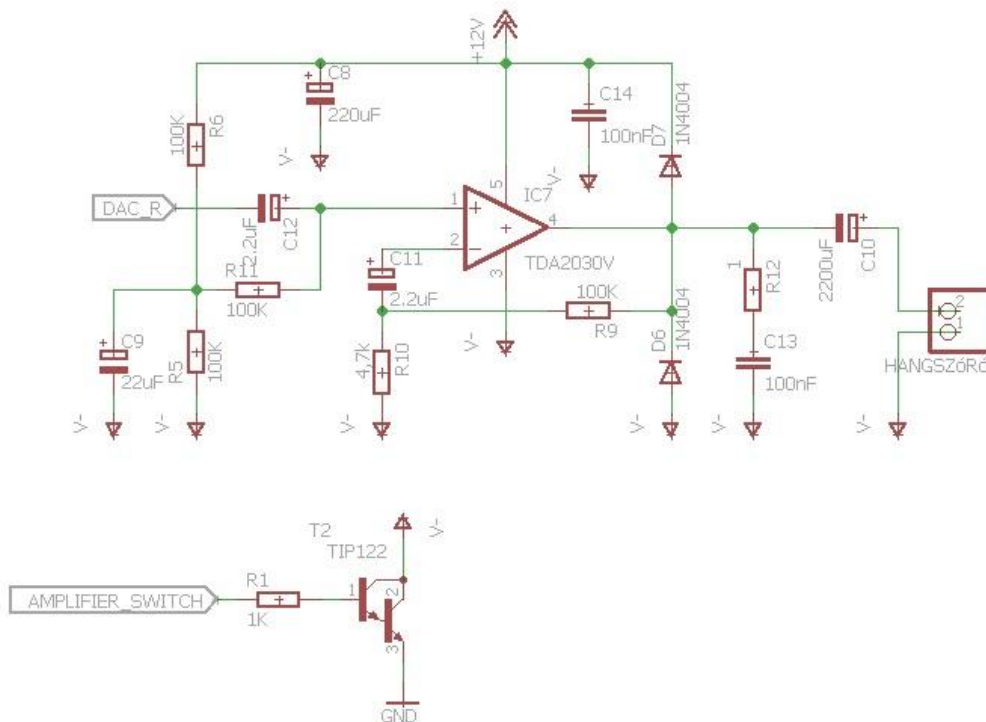 +12V
C8
220uF
V-
C14
100nF
V-
D7
1N4004
100K
R6
DAC_R
2.2uF
C12
R11
100K
1
2
5
4
3
IC7
TDA2030V
V-
C11
2.2uF
100K
R9
4,7k
R10
V-
C9
22uF
V-
R5
100K
V-
D6
1N4004
V-
1
R12
C13
100nF
V-
2200uF
C10
2
1
HANGSZóRó
V-
T2
TIP122
V-
AMPLIFIER_SWITCH
R1
1K
1
2
3
GND